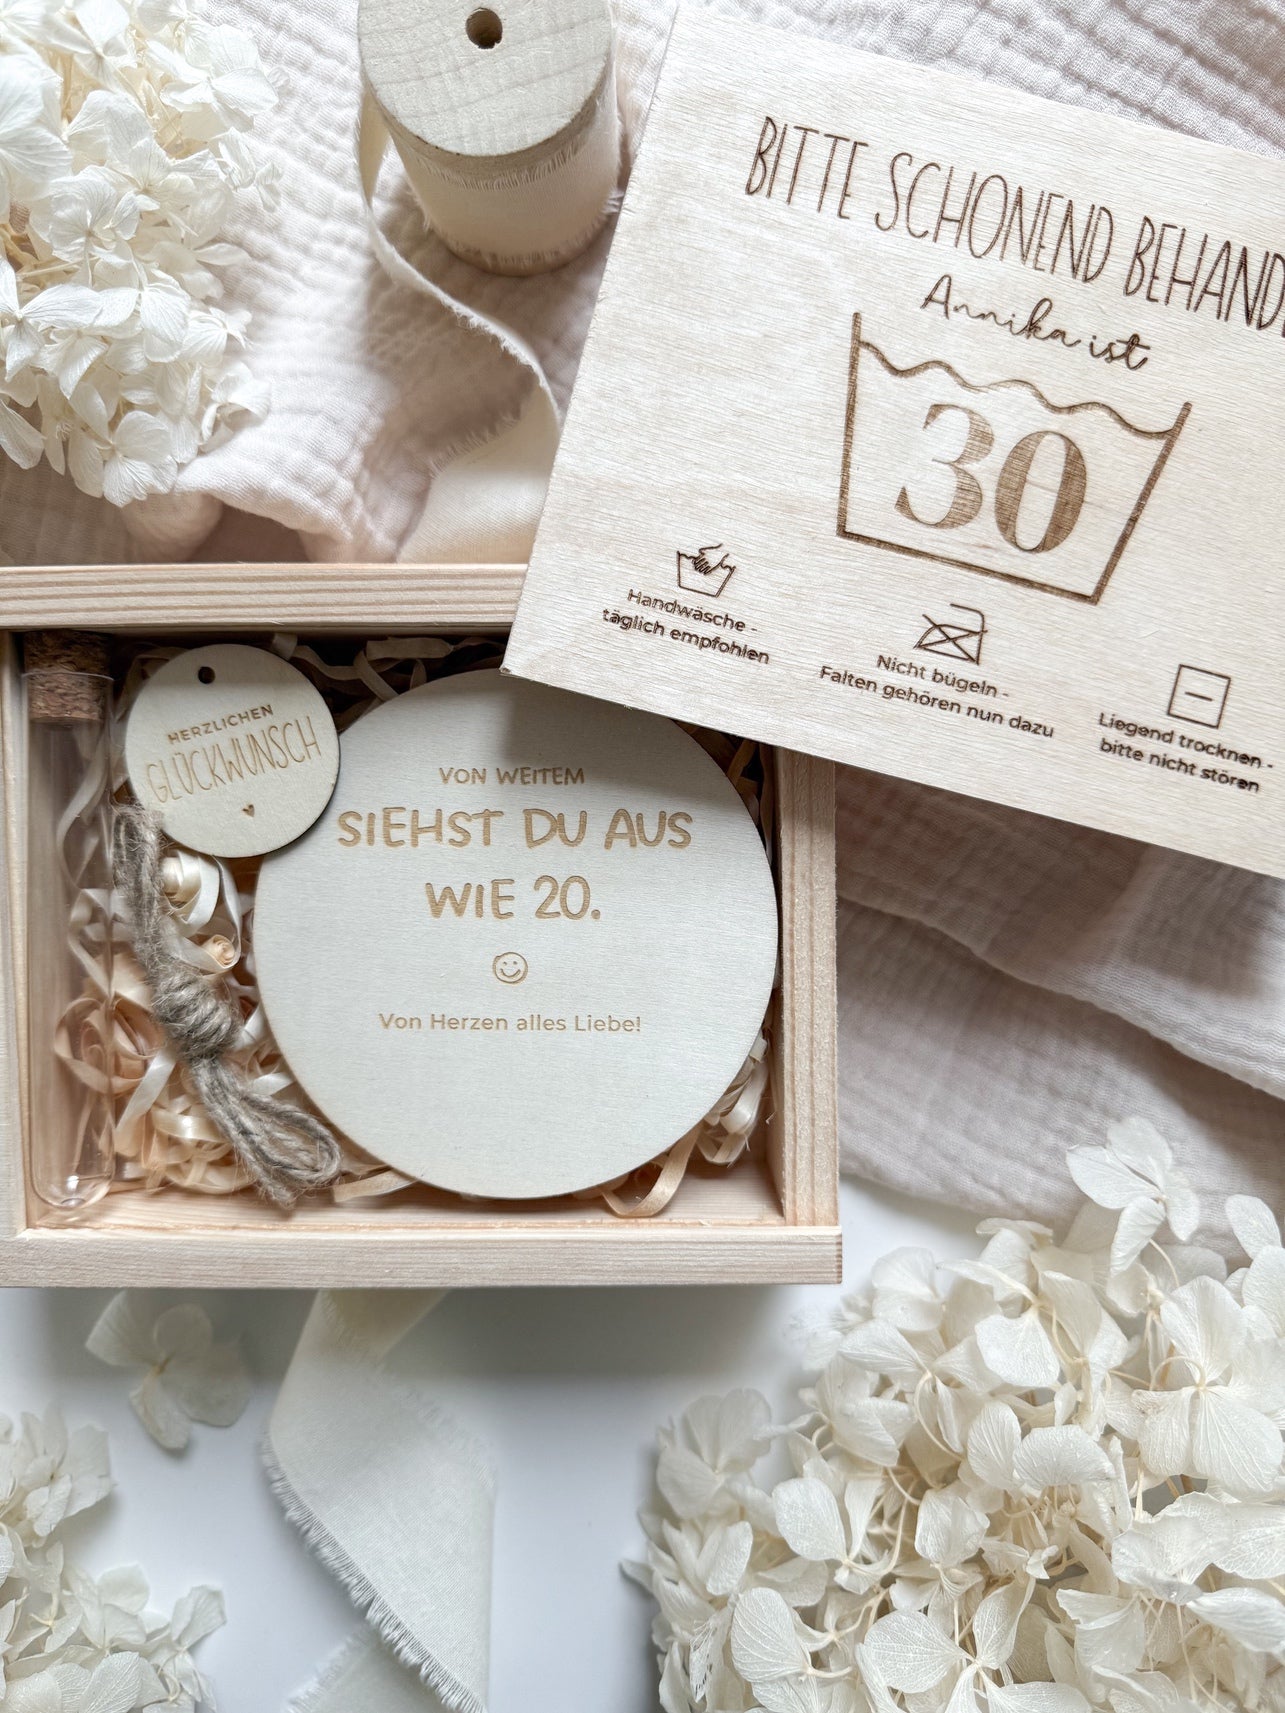 BITTE SCHONEND BEHAND
Annika ist
30
Handwäsche -
täglich empfohlen
Nicht bügeln -
Falten gehören nun dazu
Liegend trocknen -
bitte nicht stören
HERZLICHEN
GLÜCKWUNSCH
VON WEITEM
SIEHST DU AUS
WIE 20.
Von Herzen alles Liebe!